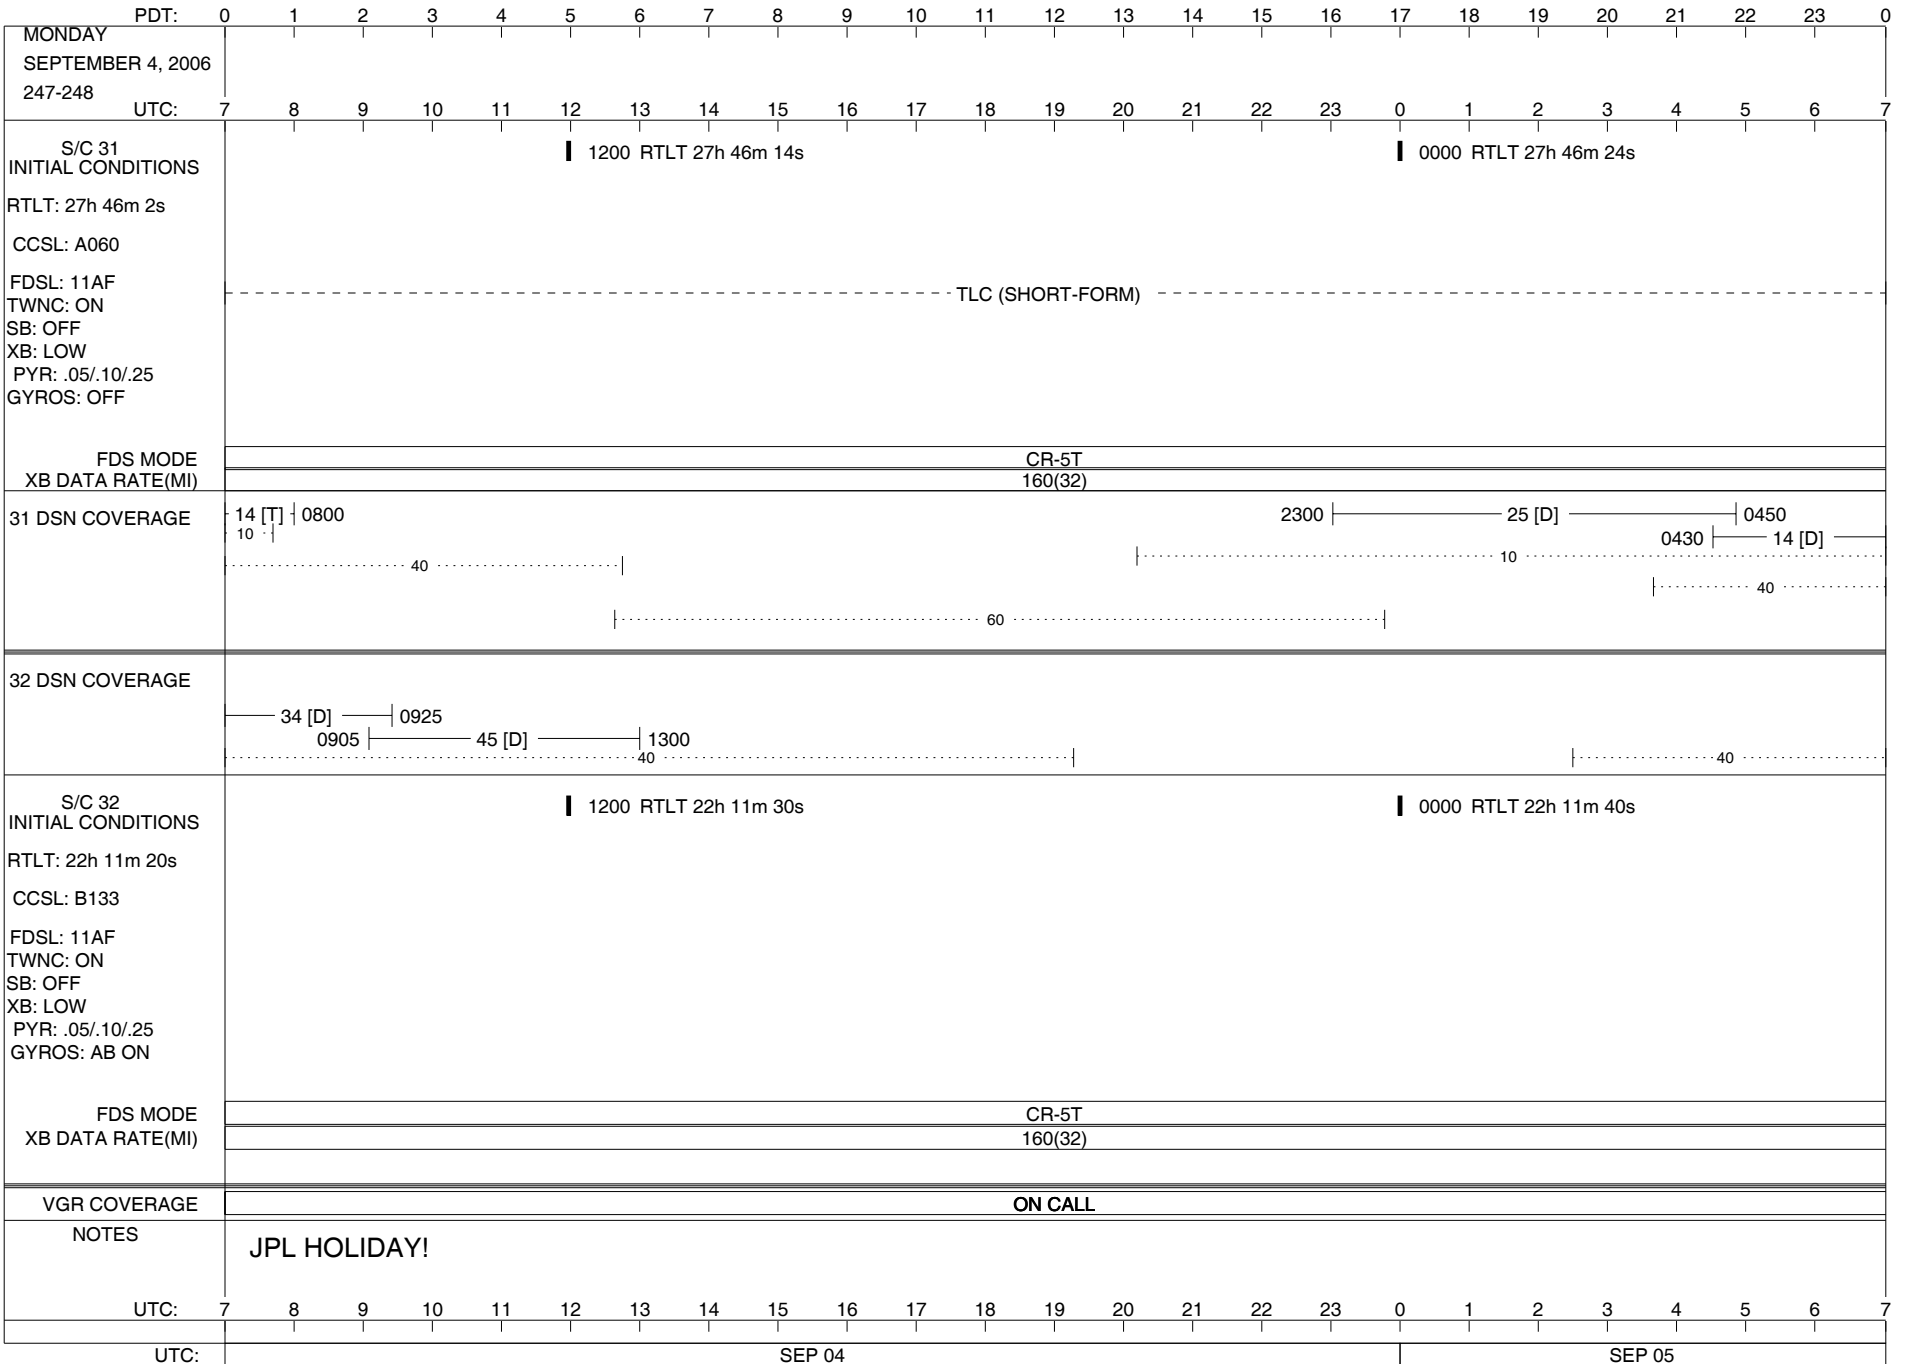 PDT: 0 1 2 3 4 5 6 7 8 9 10 11 12 13 14 15 16 17 18 19 20 21 22 23 0
MONDAY
SEPTEMBER 4, 2006
247-248
UTC: 7 8 9 10 11 12 13 14 15 16 17 18 19 20 21 22 23 0 1 2 3 4 5 6 7
S/C 31
INITIAL CONDITIONS
1200 RTLT 27h 46m 14s
0000 RTLT 27h 46m 24s
RTLT: 27h 46m 2s
CCSL: A060
FDSL: 11AF
TWNC: ON
SB: OFF
XB: LOW
PYR: .05/.10/.25
GYROS: OFF
TLC (SHORT-FORM)
FDS MODE CR-5T
XB DATA RATE(MI) 160(32)
31 DSN COVERAGE
14 [T] 0800
2300 25 [D] 0450
10
0430 14 [D]
10
40
40
60
32 DSN COVERAGE
34 [D] 0925
0905 45 [D] 1300
40
40
S/C 32
INITIAL CONDITIONS
1200 RTLT 22h 11m 30s
0000 RTLT 22h 11m 40s
RTLT: 22h 11m 20s
CCSL: B133
FDSL: 11AF
TWNC: ON
SB: OFF
XB: LOW
PYR: .05/.10/.25
GYROS: AB ON
FDS MODE CR-5T
XB DATA RATE(MI) 160(32)
VGR COVERAGE ON CALL
NOTES
JPL HOLIDAY!
UTC: 7 8 9 10 11 12 13 14 15 16 17 18 19 20 21 22 23 0 1 2 3 4 5 6 7
UTC: SEP 04 SEP 05